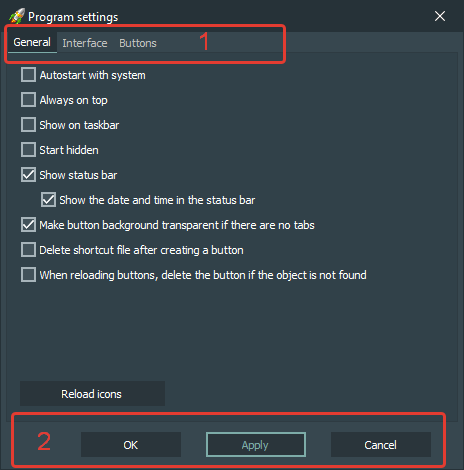 Program settings
General Interface Buttons 1
Autostart with system
Always on top
Show on taskbar
Start hidden
Show status bar
Show the date and time in the status bar
Make button background transparent if there are no tabs
Delete shortcut file after creating a button
When reloading buttons, delete the button if the object is not found
Reload icons
2 OK Apply Cancel